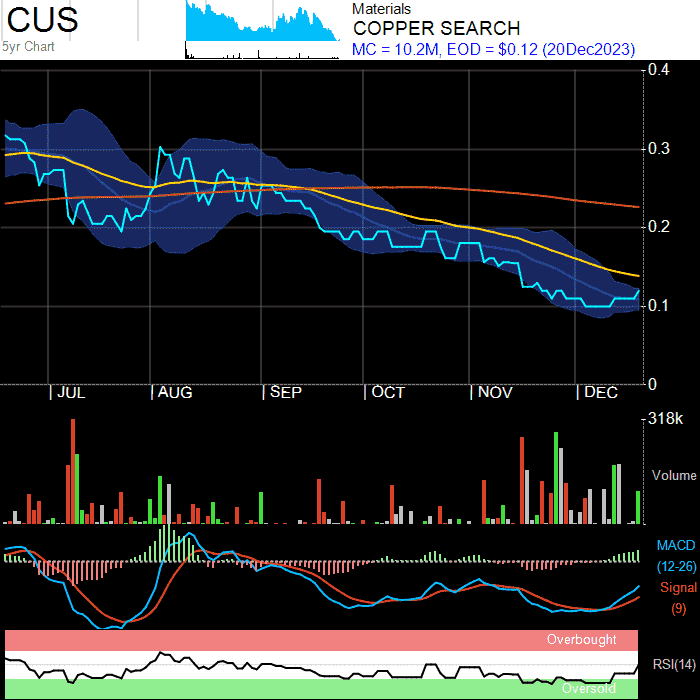 CUS
5yr Chart
Materials
COPPER SEARCH
MC = 10.2M, EOD = $0.12 (20Dec2023)
0.4
0.3
0.2
0.1
0
JUL AUG SEP OCT NOV DEC
318k
Volume
MACD
(12-26)
Signal
(9)
Overbought
RSI(14)
Oversold